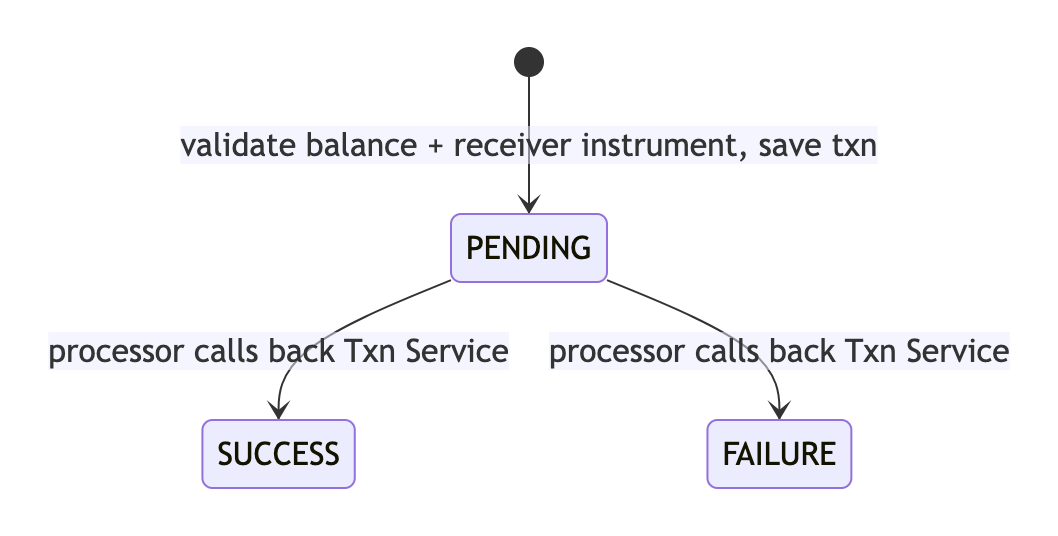 validate balance + receiver instrument, save txn
PENDING
processor calls back Txn Service
processor calls back Txn Service
SUCCESS
FAILURE